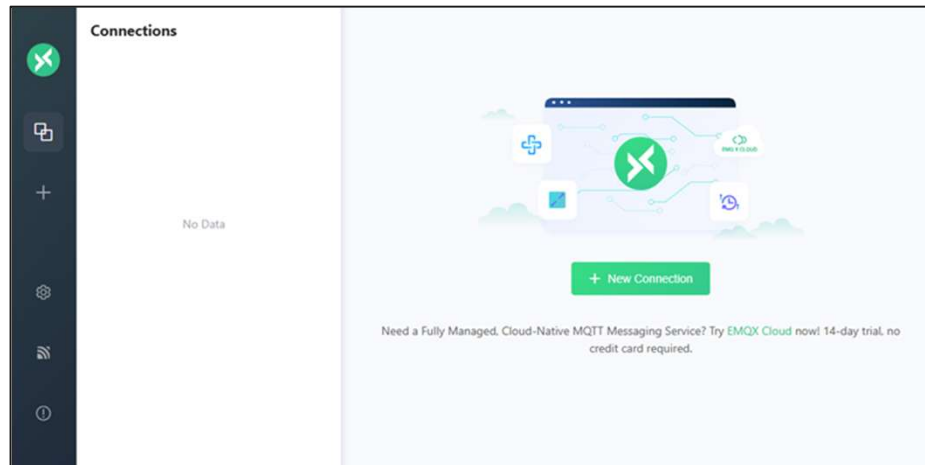 Connections
No Data
EMQ X CLOUD
+ New Connection
Need a Fully Managed, Cloud-Native MQTT Messaging Service? Try EMQX Cloud now! 14-day trial, no
credit card required.